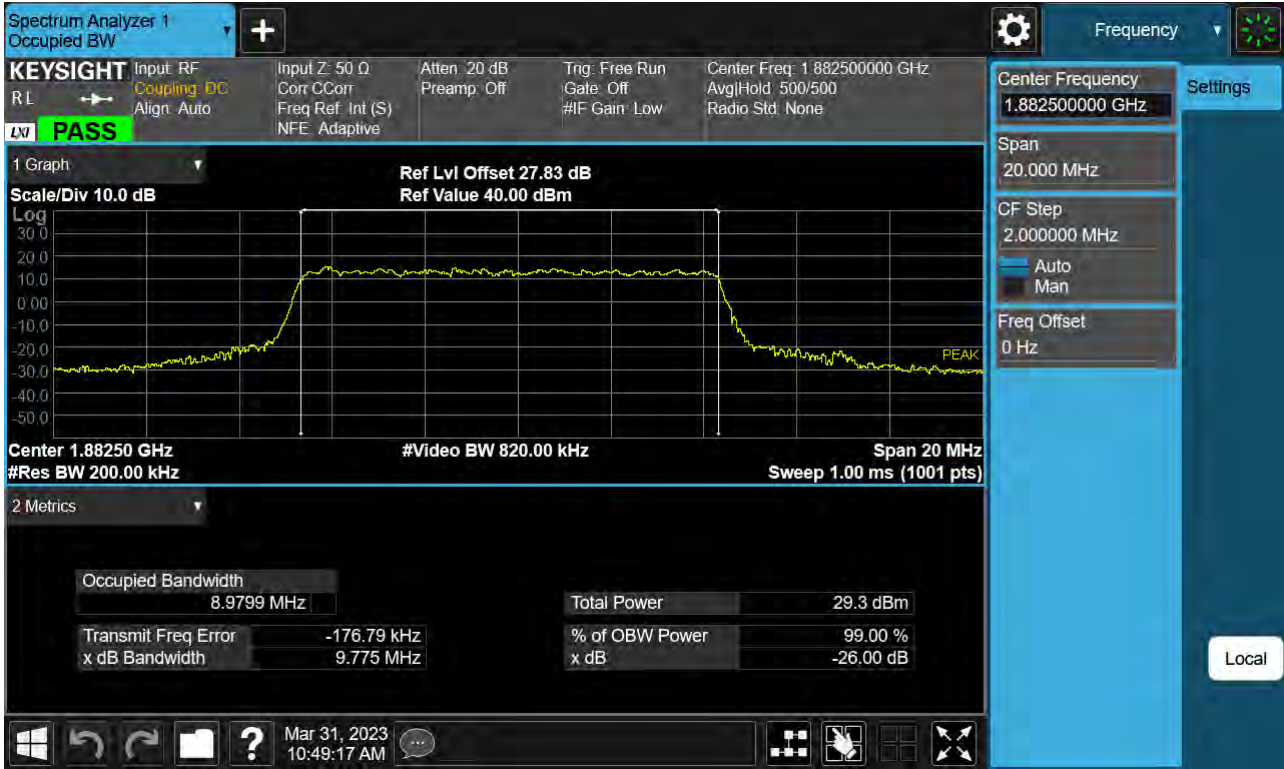 Spectrum Analyzer 1
Occupied BW
Frequency
KEYSIGHT
RL
LXI
PASS
Input: RF
Coupling: DC
Align: Auto
Input Z: 50 Ω
Corr CCorr
Freq Ref: Int (S)
NFE: Adaptive
Atten: 20 dB
Preamp: Off
Trig: Free Run
Gate: Off
#IF Gain: Low
Center Freq: 1.882500000 GHz
Avg|Hold: 500/500
Radio Std: None
Center Frequency
1.882500000 GHz
Settings
Span
20.000 MHz
CF Step
2.000000 MHz
Auto
Man
Freq Offset
0 Hz
1 Graph
Scale/Div 10.0 dB
Ref Lvl Offset 27.83 dB
Ref Value 40.00 dBm
Log
30.0
20.0
10.0
0.00
-10.0
-20.0
-30.0
-40.0
-50.0
PEAK
Center 1.88250 GHz
#Res BW 200.00 kHz
#Video BW 820.00 kHz
Span 20 MHz
Sweep 1.00 ms (1001 pts)
2 Metrics
Occupied Bandwidth
8.9799 MHz
Transmit Freq Error -176.79 kHz
x dB Bandwidth 9.775 MHz
Total Power 29.3 dBm
% of OBW Power 99.00 %
x dB -26.00 dB
Local
?
Mar 31, 2023
10:49:17 AM